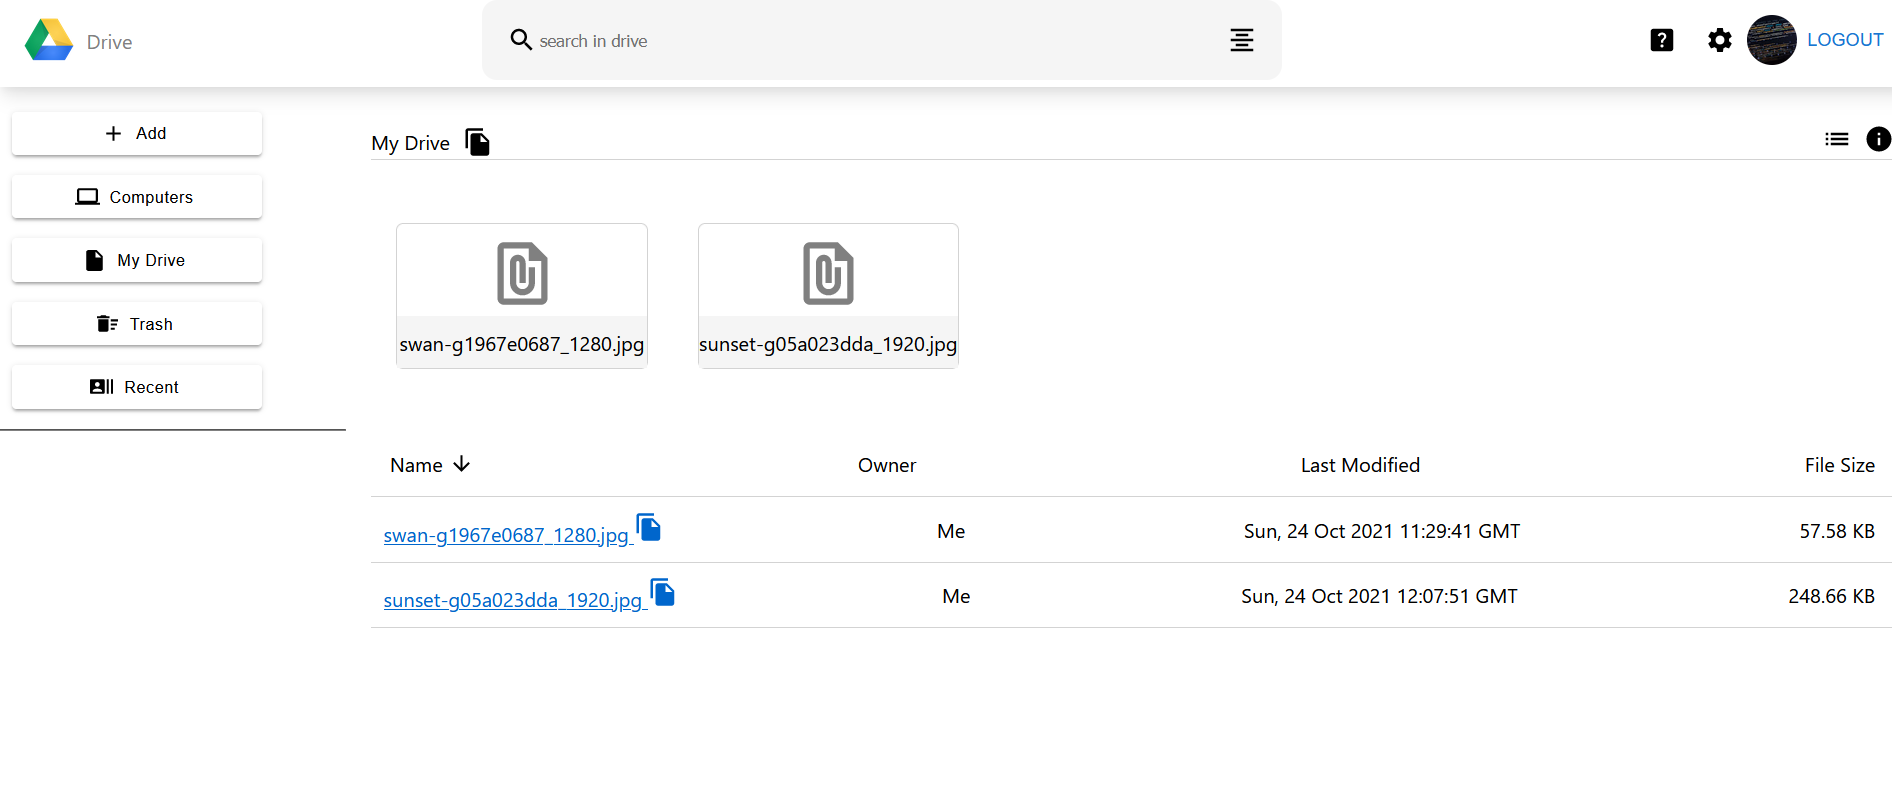 Drive
search in drive
LOGOUT
Add
Computers
My Drive
Trash
Recent
My Drive
swan-g1967e0687_1280.jpg
sunset-g05a023dda_1920.jpg
Name Owner Last Modified File Size
swan-g1967e0687_1280.jpg Me Sun, 24 Oct 2021 11:29:41 GMT 57.58 KB
sunset-g05a023dda_1920.jpg Me Sun, 24 Oct 2021 12:07:51 GMT 248.66 KB